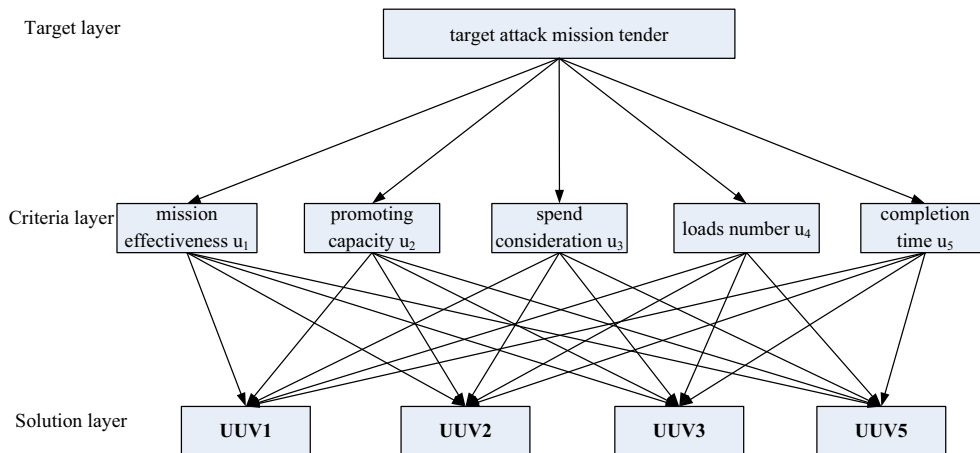 Target layer
target attack mission tender
Criteria layer
mission
effectiveness u₁
promoting
capacity u₂
spend
consideration u₃
loads number u₄
completion
time u₅
Solution layer
UUV1
UUV2
UUV3
UUV5